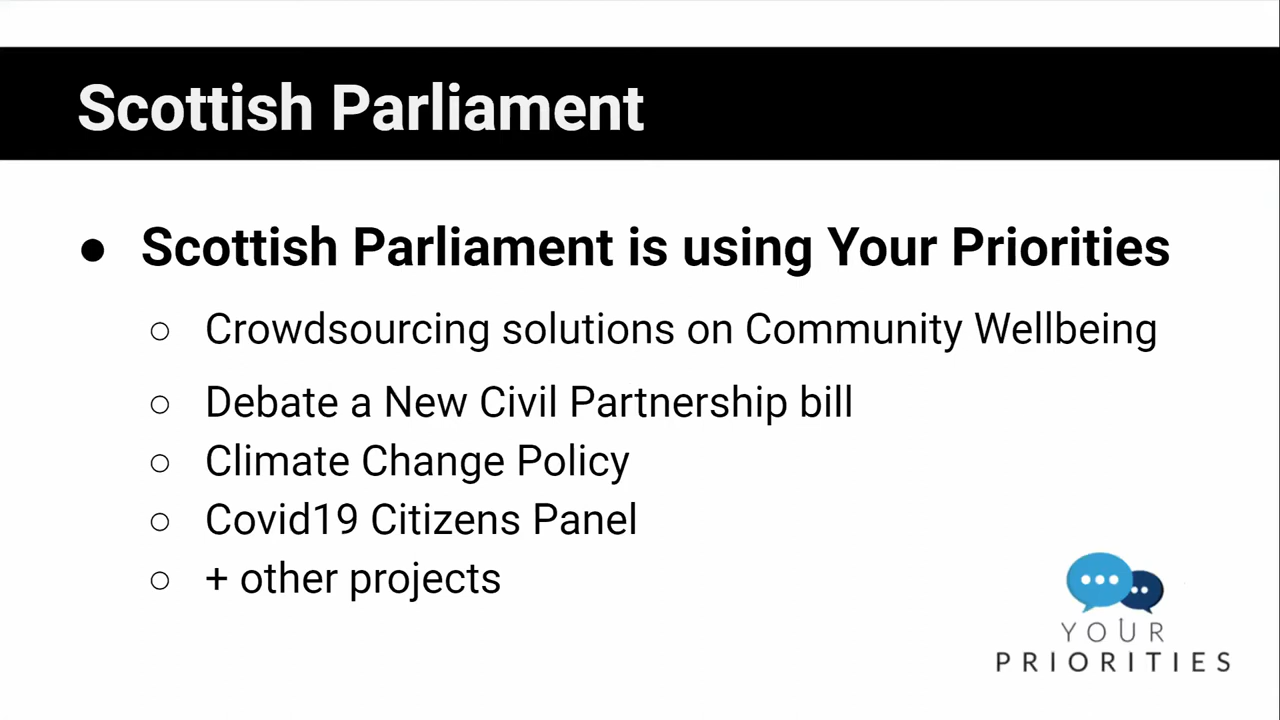 Scottish Parliament
● Scottish Parliament is using Your Priorities
○ Crowdsourcing solutions on Community Wellbeing
○ Debate a New Civil Partnership bill
○ Climate Change Policy
○ Covid19 Citizens Panel
○ + other projects
YOUR
PRIORITIES